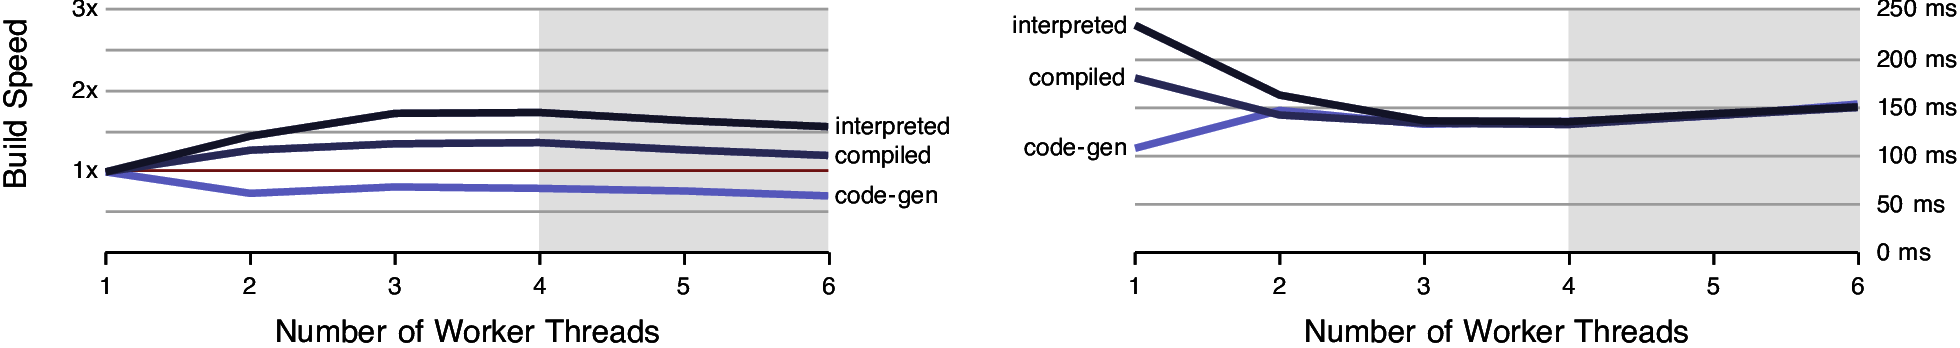 Build Speed
3x
2x
1x
interpreted
compiled
code-gen
1 2 3 4 5 6
Number of Worker Threads
interpreted
compiled
code-gen
250 ms
200 ms
150 ms
100 ms
50 ms
0 ms
1 2 3 4 5 6
Number of Worker Threads